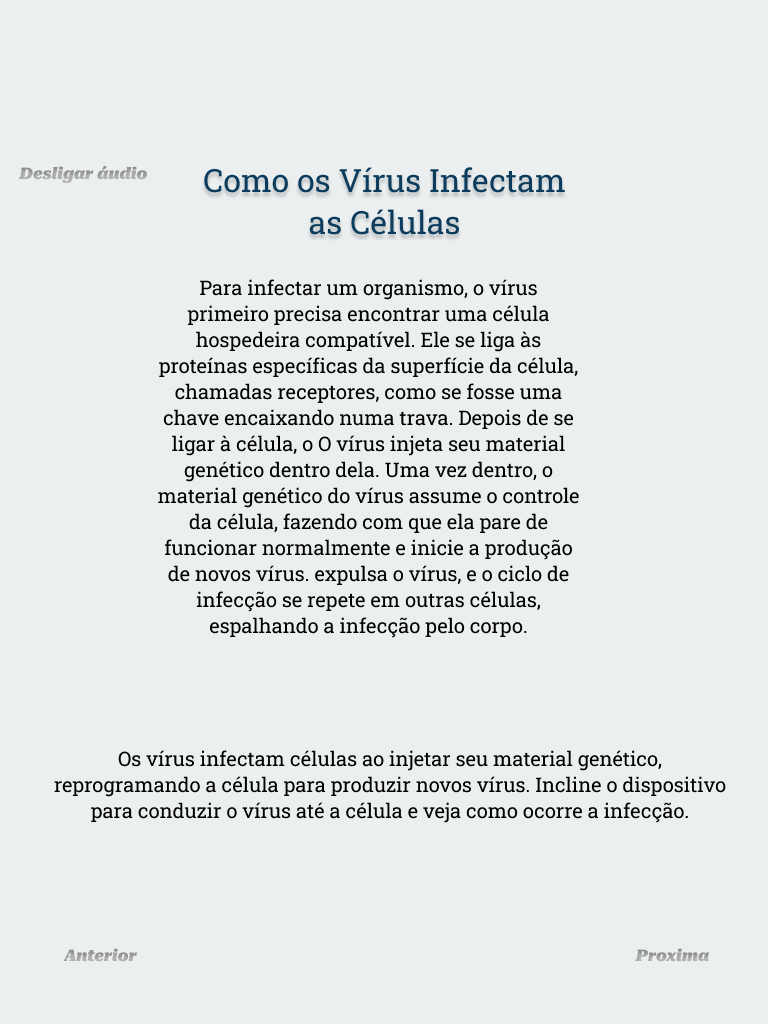 Desligar áudio
Como os Vírus Infectam
as Células
Para infectar um organismo, o vírus
primeiro precisa encontrar uma célula
hospedeira compatível. Ele se liga às
proteínas específicas da superfície da célula,
chamadas receptores, como se fosse uma
chave encaixando numa trava. Depois de se
ligar à célula, o O vírus injeta seu material
genético dentro dela. Uma vez dentro, o
material genético do vírus assume o controle
da célula, fazendo com que ela pare de
funcionar normalmente e inicie a produção
de novos vírus. expulsa o vírus, e o ciclo de
infecção se repete em outras células,
espalhando a infecção pelo corpo.
Os vírus infectam células ao injetar seu material genético,
reprogramando a célula para produzir novos vírus. Incline o dispositivo
para conduzir o vírus até a célula e veja como ocorre a infecção.
Anterior
Proxima